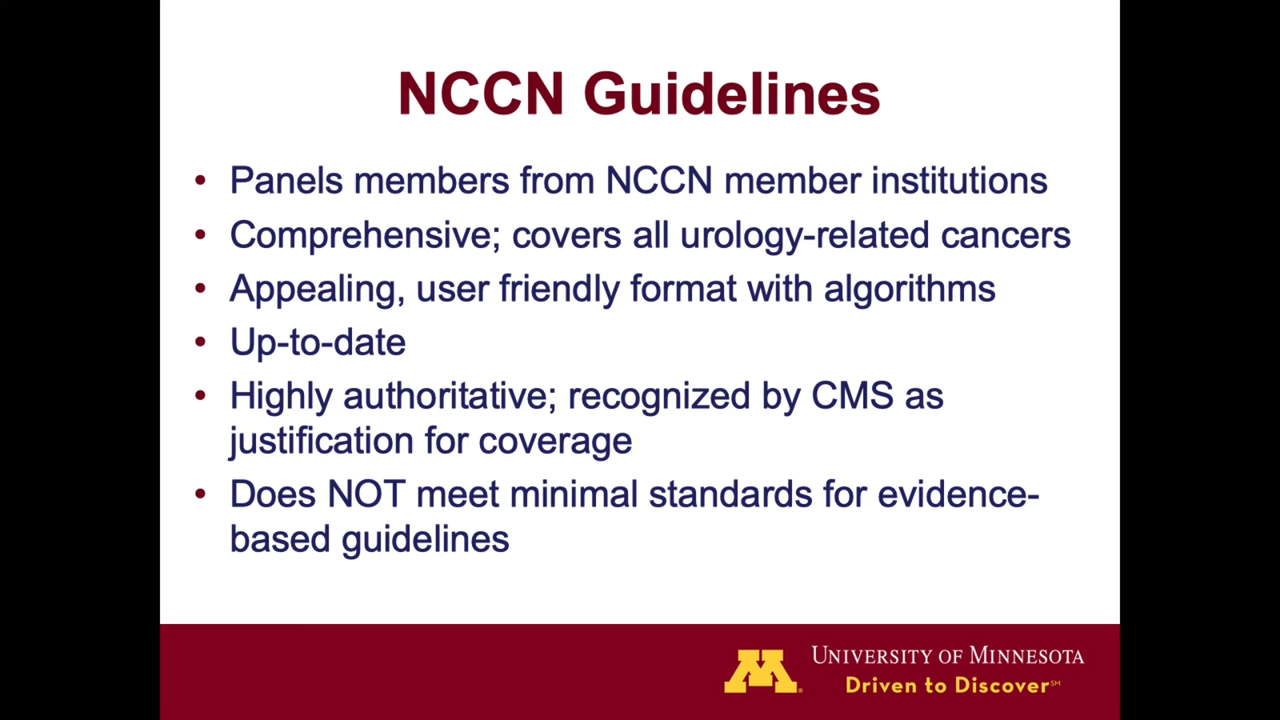 NCCN Guidelines
• Panels members from NCCN member institutions
• Comprehensive; covers all urology-related cancers
• Appealing, user friendly format with algorithms
• Up-to-date
• Highly authoritative; recognized by CMS as
justification for coverage
• Does NOT meet minimal standards for evidence-
based guidelines
M
UNIVERSITY OF MINNESOTA
Driven to Discover℠